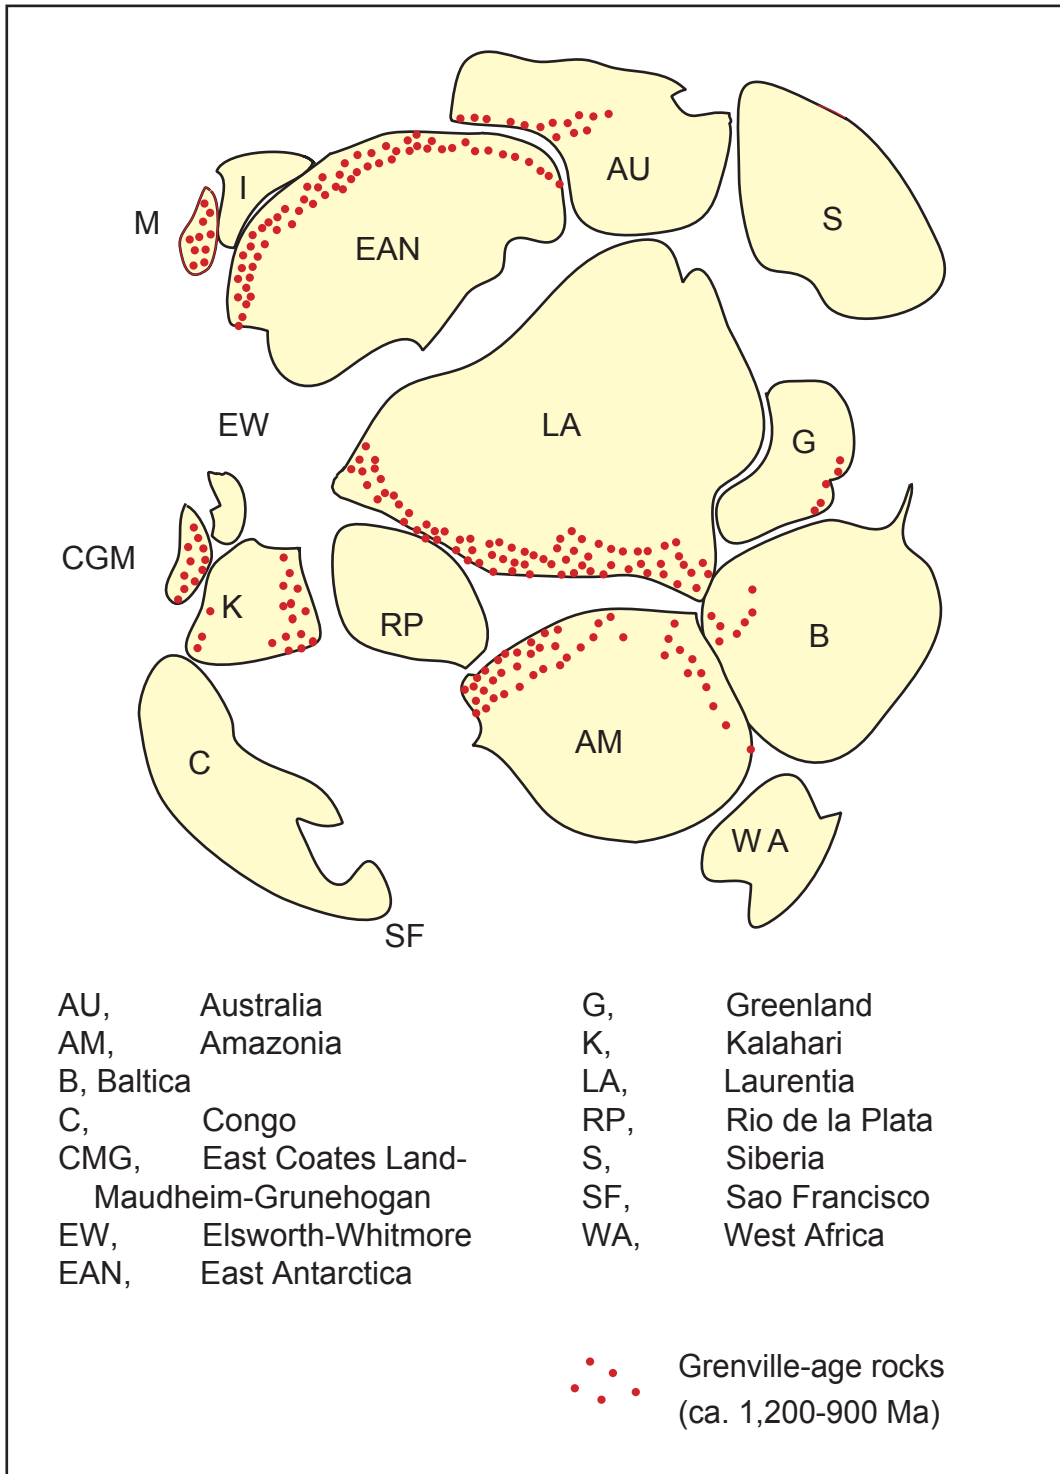 AU
I
M
S
EAN
EW
LA
G
CGM
K
RP
B
AM
C
W A
SF
AU, Australia
AM, Amazonia
B, Baltica
C, Congo
CMG, East Coates Land-
Maudheim-Grunehogan
EW, Elsworth-Whitmore
EAN, East Antarctica
G, Greenland
K, Kalahari
LA, Laurentia
RP, Rio de la Plata
S, Siberia
SF, Sao Francisco
WA, West Africa
Grenville-age rocks
(ca. 1,200-900 Ma)